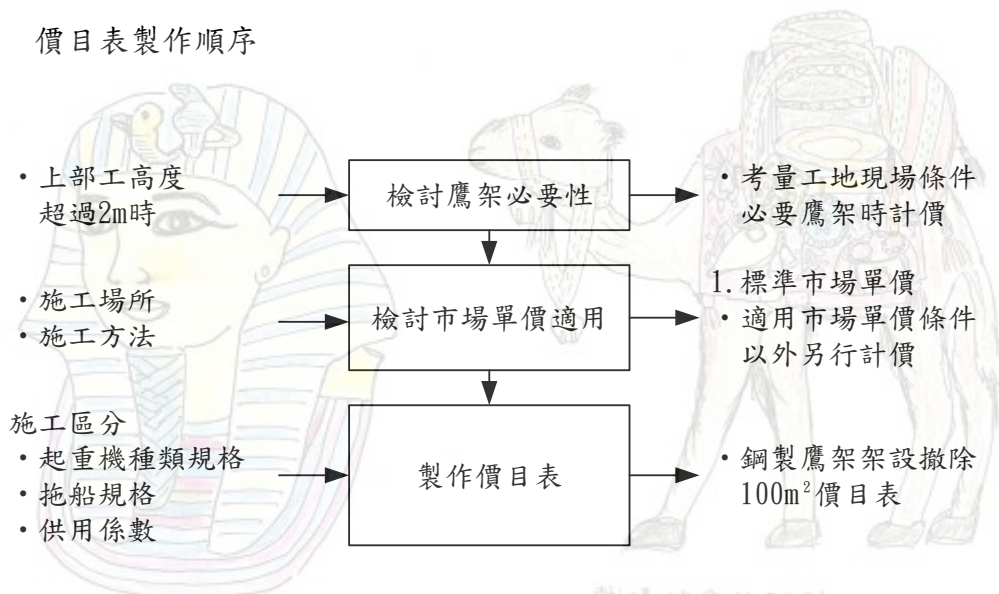 價目表製作順序
・上部工高度
超過2m時
檢討鷹架必要性
・考量工地現場條件
必要鷹架時計價
・施工場所
・施工方法
檢討市場單價適用
1.標準市場單價
・適用市場單價條件
以外另行計價
施工區分
・起重機種類規格
・拖船規格
・供用係數
製作價目表
・鋼製鷹架架設撤除
100m²價目表